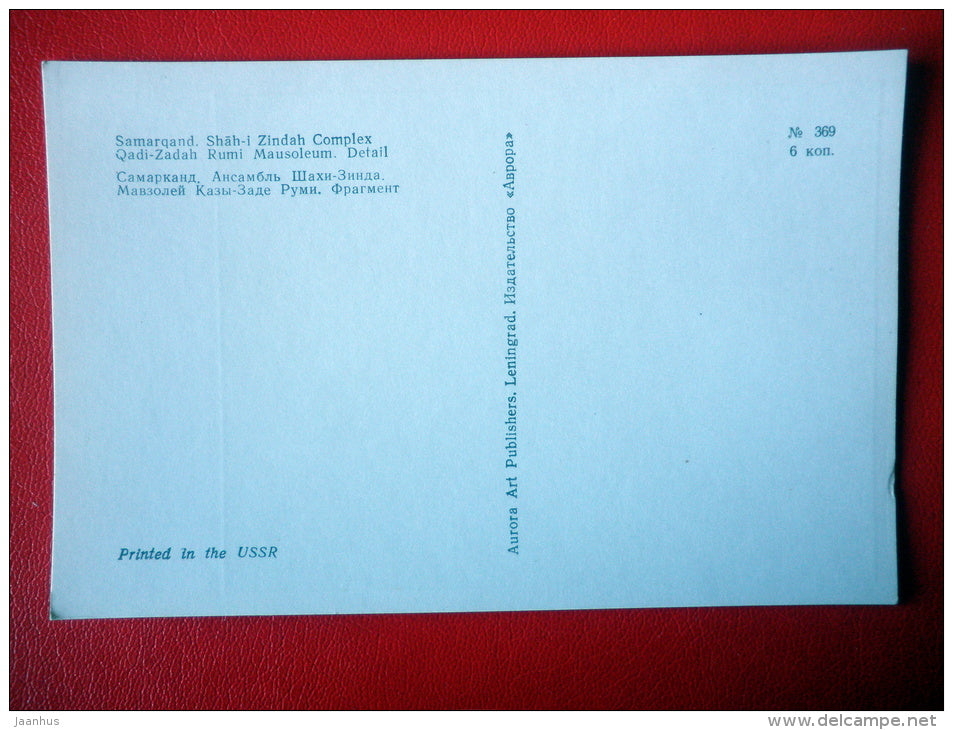 Samarqand. Shāh-i Zindah Complex
Qadi-Zadah Rumi Mausoleum. Detail
Самарканд. Ансамбль Шахи-Зинда.
Мавзолей Казы-Заде Руми. Фрагмент
Printed in the USSR
Aurora Art Publishers. Leningrad. Издательство «Аврора»
№ 369
6 коп.
jaanhus
www.delcampe.net